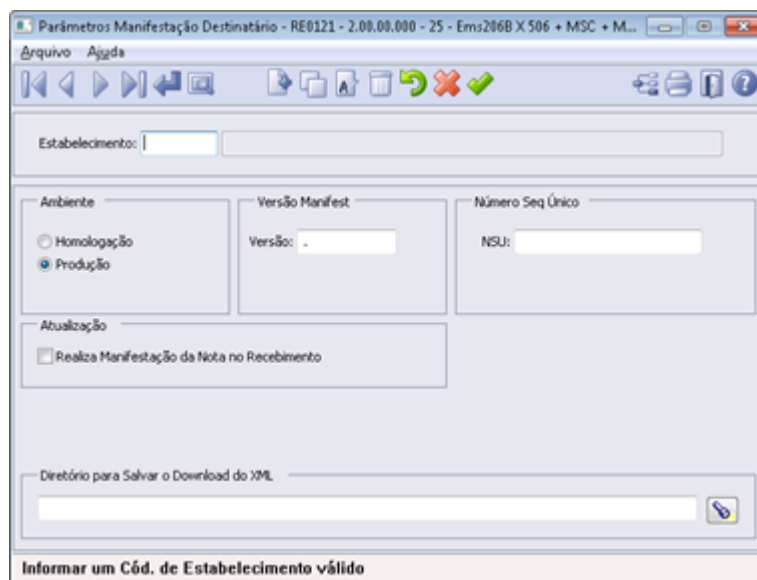 Parâmetros Manifestação Destinatário - RE0121 - 2.00.00.000 - 25 - Ems206B X 506 + MSC + M...
Arquivo Ajuda
Estabelecimento:
Ambiente
Versão Manifest
Número Seq Único
Homologação
Versão: .
NSU:
Produção
Atualização
Realiza Manifestação da Nota no Recebimento
Diretório para Salvar o Download do XML
Informar um Cód. de Estabelecimento válido